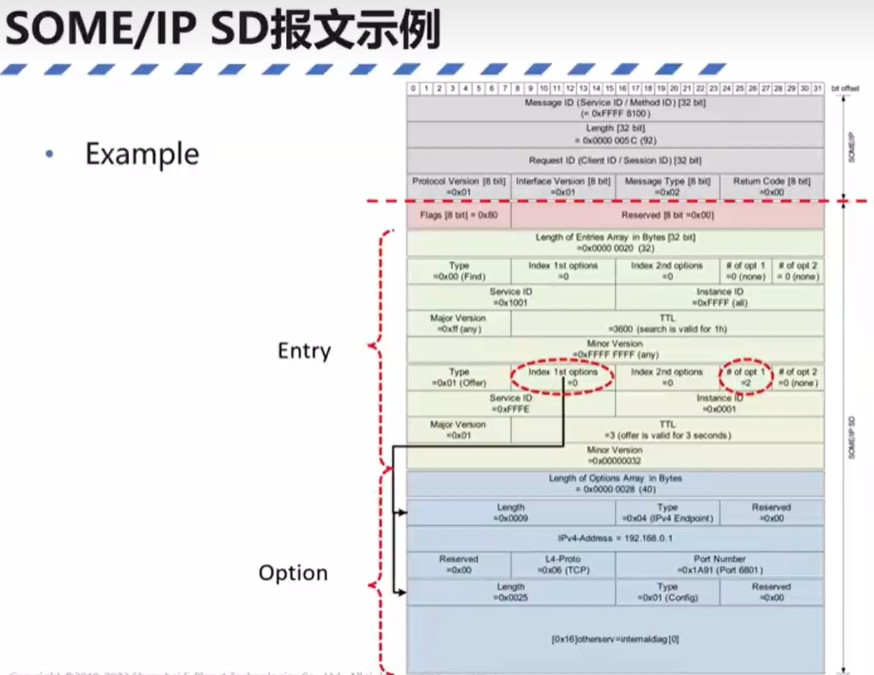 SOME/IP SD报文示例
0 1 2 3 4 5 6 7 8 9 10 11 12 13 14 15 16 17 18 19 20 21 22 23 24 25 26 27 28 29 30 31 bit offset
• Example
Message ID (Service ID / Method ID) [32 bit]
(= 0xFFFF 8100)
Length [32 bit]
= 0x0000 005C (92)
Request ID (Client ID / Session ID) [32 bit]
Protocol Version [8 bit] Interface Version [8 bit] Message Type [8 bit] Return Code [8 bit]
=0x01 =0x01 =0x02 =0x00
SOME/IP
Flags [8 bit] = 0x80 Reserved [8 bit =0x00]
Length of Entries Array in Bytes [32 bit]
=0x0000 0020 (32)
Type Index 1st options Index 2nd options # of opt 1 # of opt 2
=0x00 (Find) =0 =0 =0 (none) = 0 (none)
Service ID Instance ID
=0x1001 =0xFFFF (all)
Major Version TTL
=0xff (any) =3600 (search is valid for 1h)
Minor Version
=0xFFFF FFFF (any)
Entry
Type Index 1st options Index 2nd options # of opt 1 # of opt 2
=0x01 (Offer) =0 =0 =2 =0 (none)
Service ID Instance ID
=0xFFFE =0x0001
Major Version TTL
=0x01 =3 (offer is valid for 3 seconds)
Minor Version
=0x00000032
SOME/IP SD
Length of Options Array in Bytes
= 0x0000 0028 (40)
Length Type Reserved
=0x0009 =0x04 (IPv4 Endpoint) =0x00
IPv4-Address = 192.168.0.1
Reserved L4-Proto Port Number
=0x00 =0x06 (TCP) =0x1A91 (Port 6801)
Option
Length Type Reserved
=0x0025 =0x01 (Config) =0x00
[0x16]otherserv=internaldiag[0]